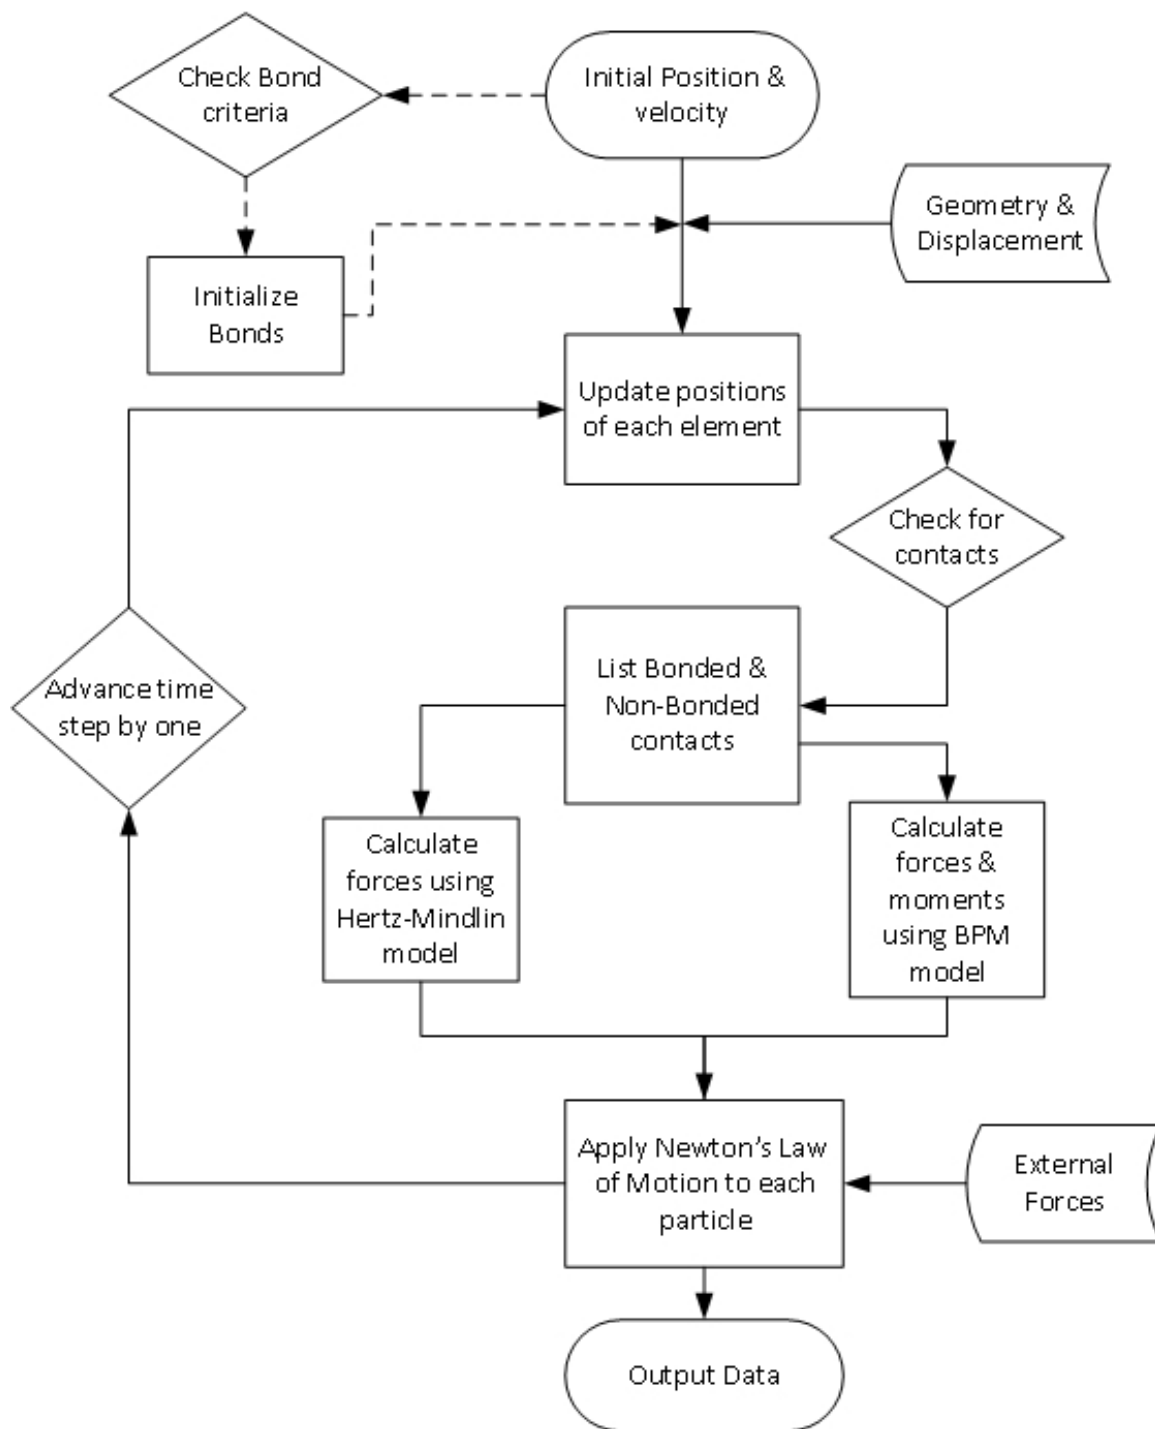 Check Bond
criteria
Initial Position &
velocity
Geometry &
Displacement
Initialize
Bonds
Update positions
of each element
Check for
contacts
List Bonded &
Non-Bonded
contacts
Advance time
step by one
Calculate
forces using
Hertz-Mindlin
model
Calculate
forces &
moments
using BPM
model
Apply Newton’s Law
of Motion to each
particle
External
Forces
Output Data